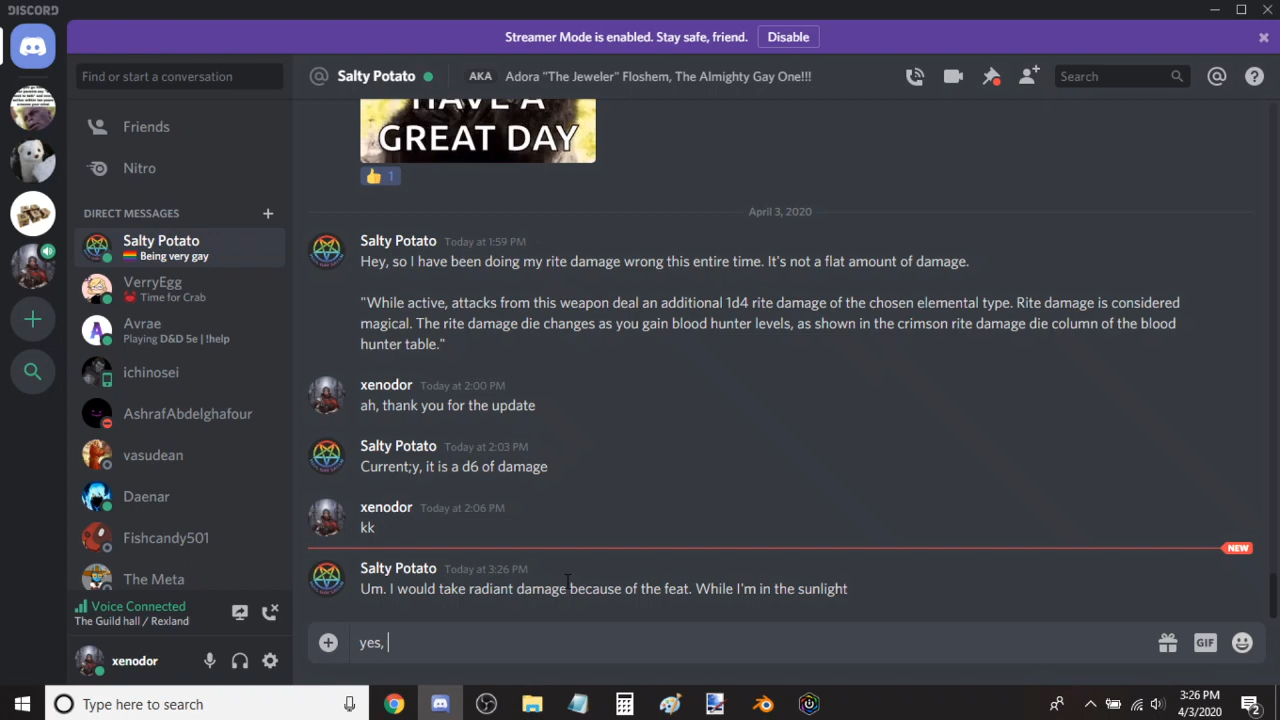 DISCORD
Streamer Mode is enabled. Stay safe, friend. Disable
Find or start a conversation
Salty Potato AKA Adora "The Jeweler" Floshem, The Almighty Gay One!!! Search
Friends
Nitro
DIRECT MESSAGES
Salty Potato
Being very gay
VerryEgg
Time for Crab
Avrae
Playing D&D 5e | !help
ichinosei
AshrafAbdelghafour
vasudean
Daenar
Fishcandy501
The Meta
Voice Connected
The Guild hall / Rexland
xenodor
HAVE A
GREAT DAY
1
April 3, 2020
Salty Potato Today at 1:59 PM
Hey, so I have been doing my rite damage wrong this entire time. It's not a flat amount of damage.
"While active, attacks from this weapon deal an additional 1d4 rite damage of the chosen elemental type. Rite damage is considered
magical. The rite damage die changes as you gain blood hunter levels, as shown in the crimson rite damage die column of the blood
hunter table."
xenodor Today at 2:00 PM
ah, thank you for the update
Salty Potato Today at 2:03 PM
Current;y, it is a d6 of damage
xenodor Today at 2:06 PM
kk
NEW
Salty Potato Today at 3:26 PM
Um. I would take radiant damage because of the feat. While I'm in the sunlight
yes,
GIF
Type here to search
3:26 PM
4/3/2020
2